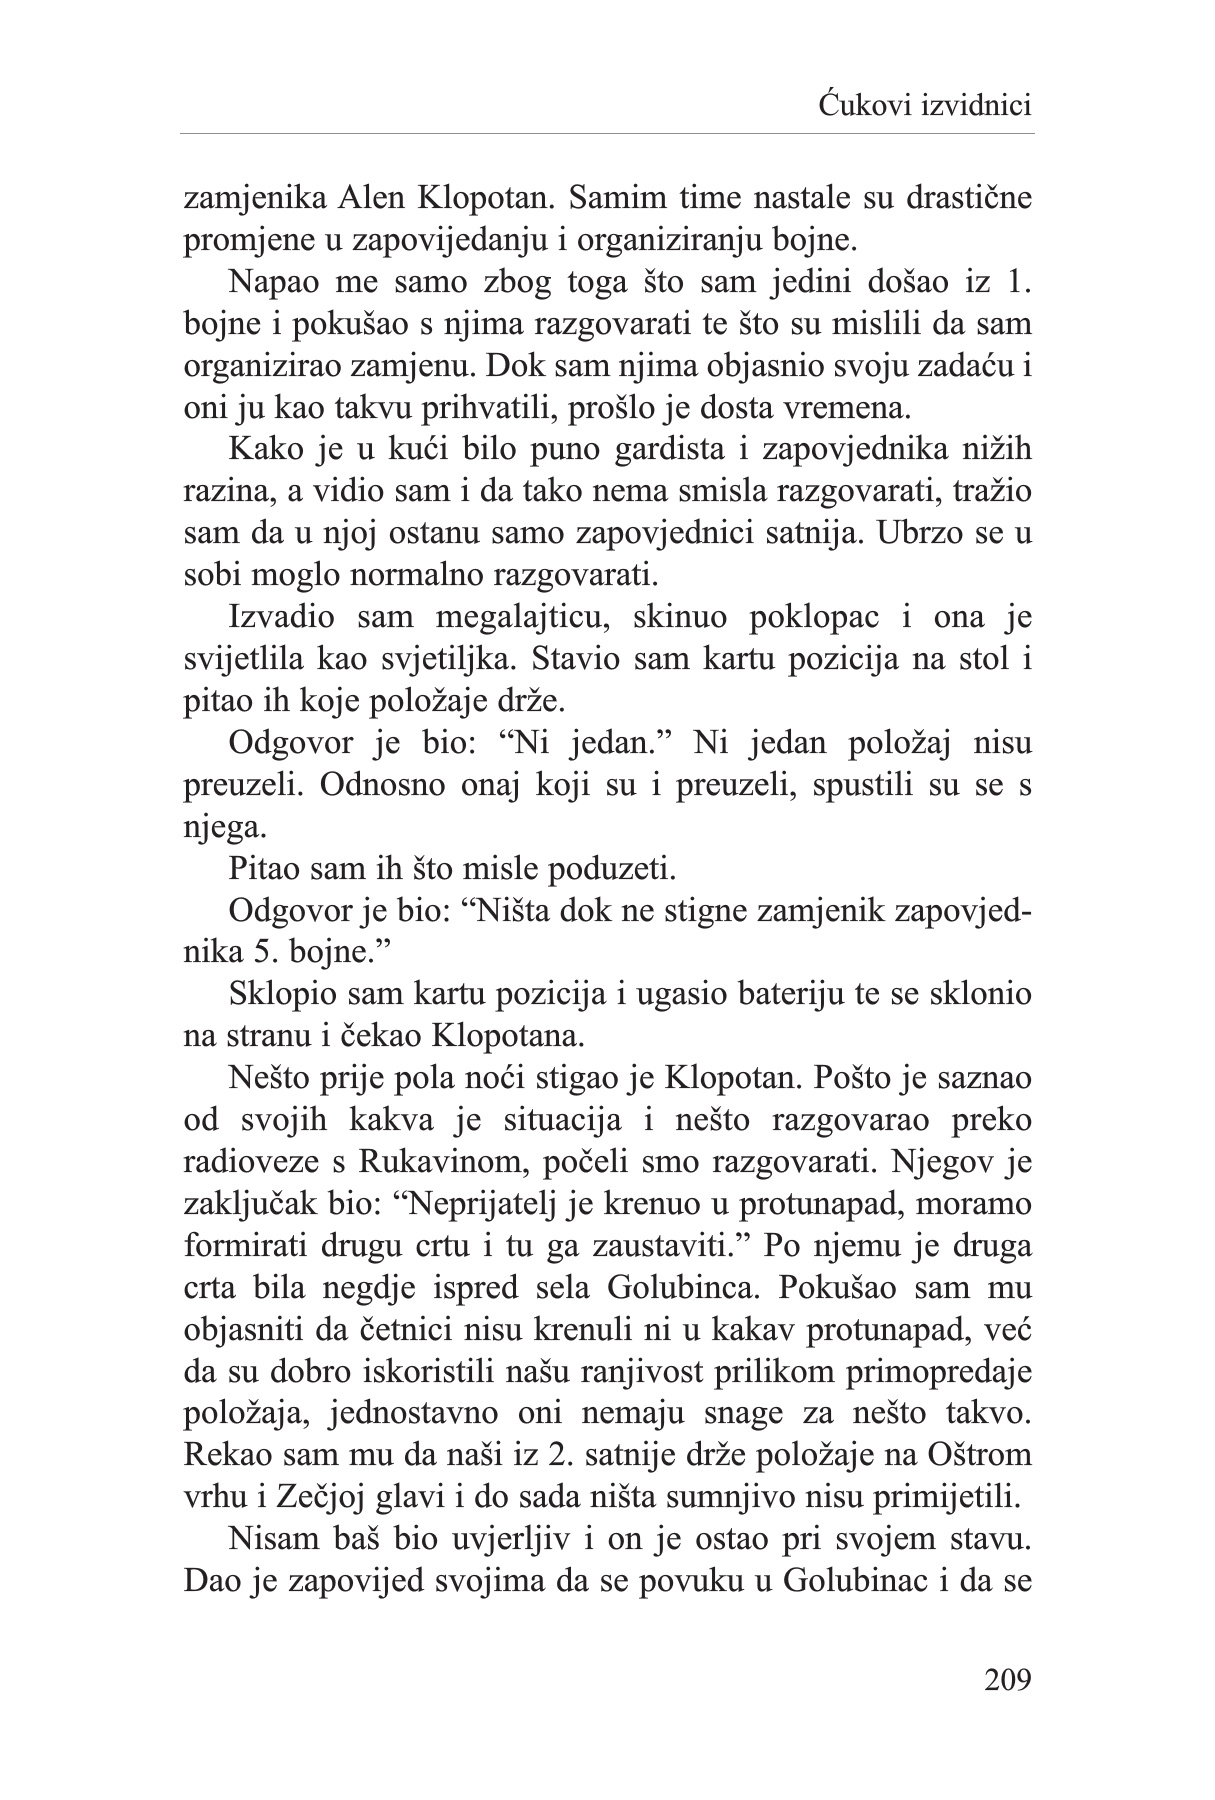 Ćukovi izvidnici
zamjenika Alen Klopotan. Samim time nastale su drastične
promjene u zapovijedanju i organiziranju bojne.
Napao me samo zbog toga što sam jedini došao iz 1.
bojne i pokušao s njima razgovarati te što su mislili da sam
organizirao zamjenu. Dok sam njima objasnio svoju zadaću i
oni ju kao takvu prihvatili, prošlo je dosta vremena.
Kako je u kući bilo puno gardista i zapovjednika nižih
razina, a vidio sam i da tako nema smisla razgovarati, tražio
sam da u njoj ostanu samo zapovjednici satnija. Ubrzo se u
sobi moglo normalno razgovarati.
Izvadio sam megalajticu, skinuo poklopac i ona je
svijetlila kao svjetiljka. Stavio sam kartu pozicija na stol i
pitao ih koje položaje drže.
Odgovor je bio: “Ni jedan.” Ni jedan položaj nisu
preuzeli. Odnosno onaj koji su i preuzeli, spustili su se s
njega.
Pitao sam ih što misle poduzeti.
Odgovor je bio: “Ništa dok ne stigne zamjenik zapovjed-
nika 5. bojne.”
Sklopio sam kartu pozicija i ugasio bateriju te se sklonio
na stranu i čekao Klopotana.
Nešto prije pola noći stigao je Klopotan. Pošto je saznao
od svojih kakva je situacija i nešto razgovarao preko
radioveze s Rukavinom, počeli smo razgovarati. Njegov je
zaključak bio: “Neprijatelj je krenuo u protunapad, moramo
formirati drugu crtu i tu ga zaustaviti.” Po njemu je druga
crta bila negdje ispred sela Golubinca. Pokušao sam mu
objasniti da četnici nisu krenuli ni u kakav protunapad, već
da su dobro iskoristili našu ranjivost prilikom primopredaje
položaja, jednostavno oni nemaju snage za nešto takvo.
Rekao sam mu da naši iz 2. satnije drže položaje na Oštrom
vrhu i Zečjoj glavi i do sada ništa sumnjivo nisu primijetili.
Nisam baš bio uvjerljiv i on je ostao pri svojem stavu.
Dao je zapovijed svojima da se povuku u Golubinac i da se
209